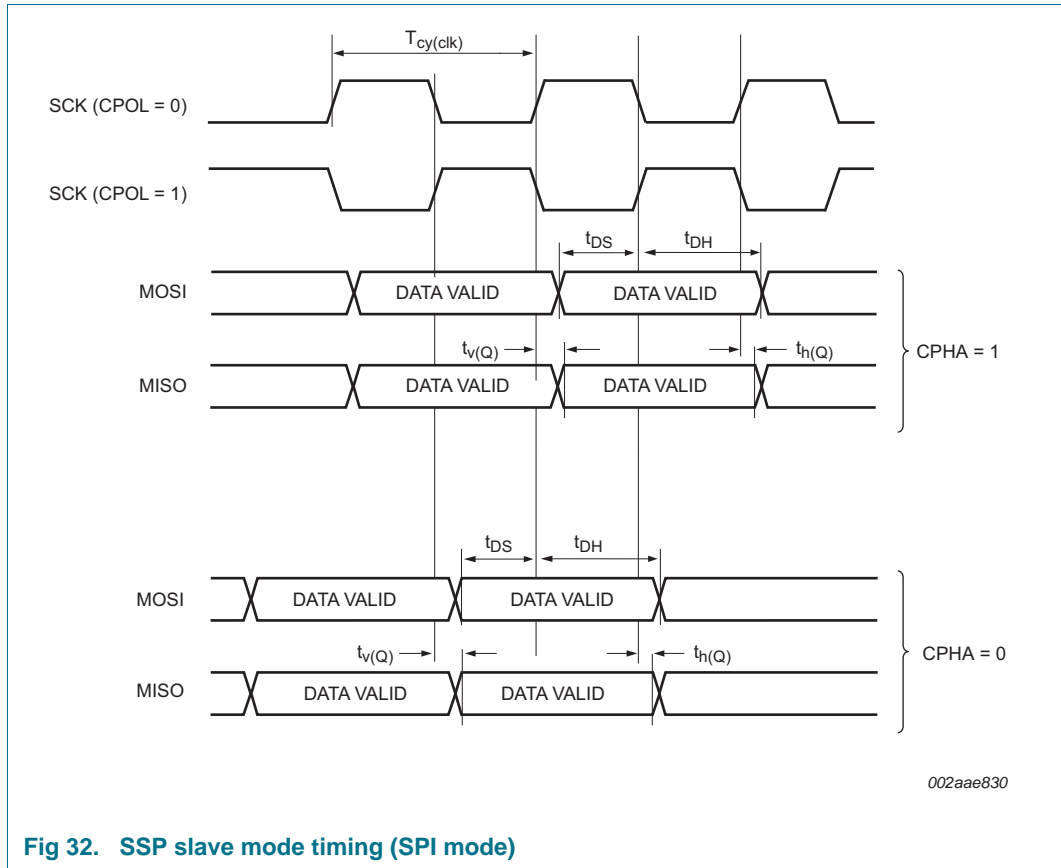 Tcy(clk)
SCK (CPOL = 0)
SCK (CPOL = 1)
tDS tDH
MOSI DATA VALID DATA VALID
tv(Q) th(Q)
CPHA = 1
MISO DATA VALID DATA VALID
tDS tDH
MOSI DATA VALID DATA VALID
tv(Q) th(Q)
CPHA = 0
MISO DATA VALID DATA VALID
002aae830
Fig 32. SSP slave mode timing (SPI mode)